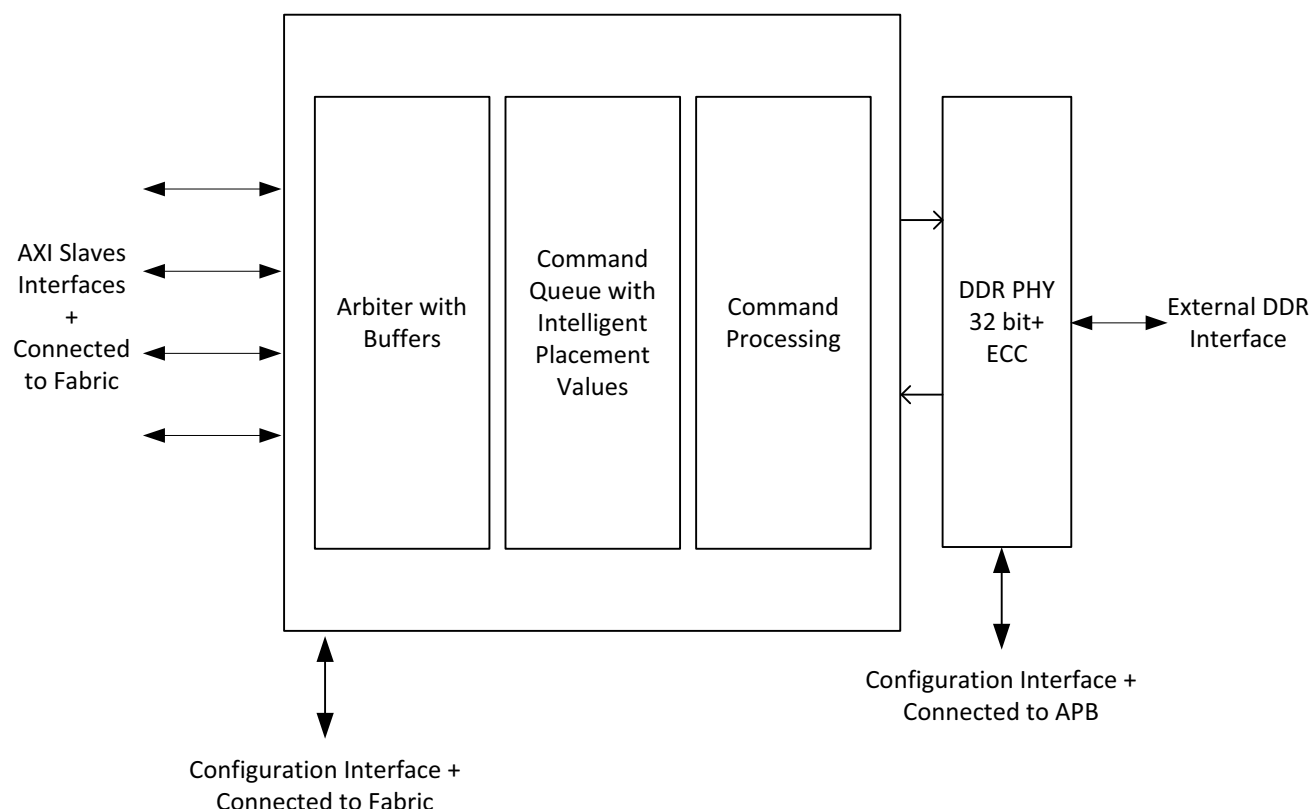 AXI Slaves
Interfaces
+
Connected
to Fabric
Arbiter with
Buffers
Command
Queue with
Intelligent
Placement
Values
Command
Processing
DDR PHY
32 bit+
ECC
External DDR
Interface
Configuration Interface +
Connected to APB
Configuration Interface +
Connected to Fabric